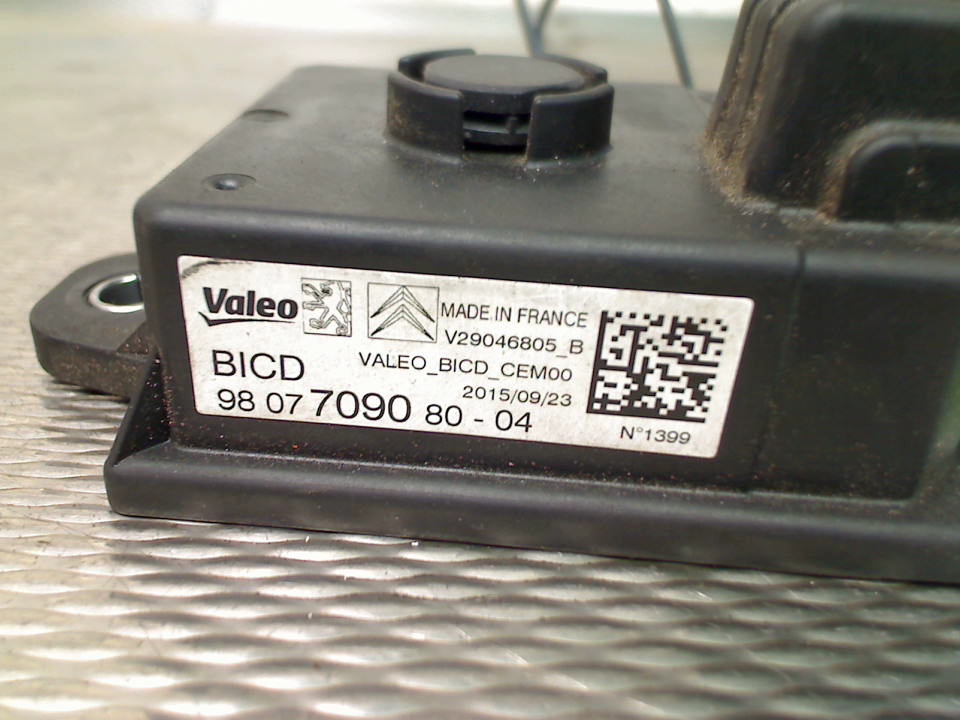 Valeo
MADE IN FRANCE
V29046805_B
BICD
VALEO_BICD_CEM00
2015/09/23
98 07 7090 80 - 04
N°1399